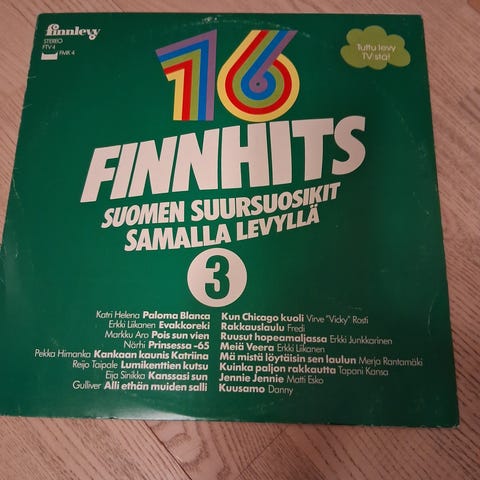 finnlevy
STEREO
FTV 4
FMK 4
Tuttu levy
TV:stä!
16
FINNHITS
SUOMEN SUURSUOSIKIT
SAMALLA LEVYLLÄ
3
Katri Helena Paloma Blanca
Erkki Liikanen Evakkoreki
Markku Aro Pois sun vien
Närhi Prinsessa -65
Pekka Himanka Kankaan kaunis Katriina
Reijo Taipale Lumikenttien kutsu
Eija Sinikka Kanssasi sun
Gulliver Alli ethän muiden salli
Kun Chicago kuoli Virve "Vicky" Rosti
Rakkauslaulu Fredi
Ruusut hopeamaljassa Erkki Junkkarinen
Meiä Veera Erkki Liikanen
Mä mistä löytäisin sen laulun Merja Rantamäki
Kuinka paljon rakkautta Tapani Kansa
Jennie Jennie Matti Esko
Kuusamo Danny